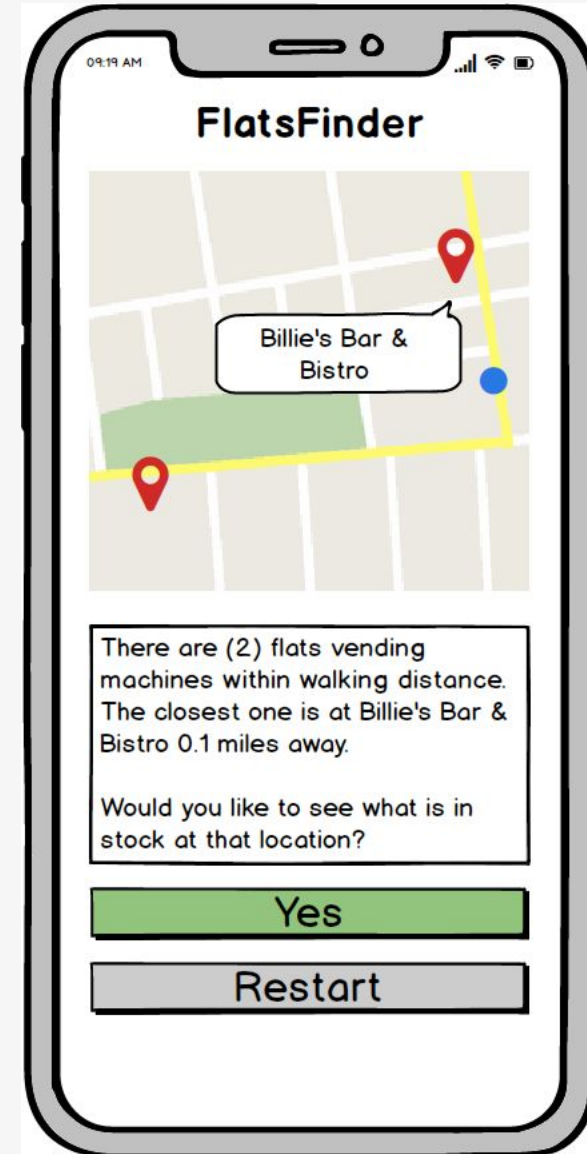 09:19 AM
FlatsFinder
Billie's Bar &
Bistro
There are (2) flats vending
machines within walking distance.
The closest one is at Billie's Bar &
Bistro 0.1 miles away.
Would you like to see what is in
stock at that location?
Yes
Restart